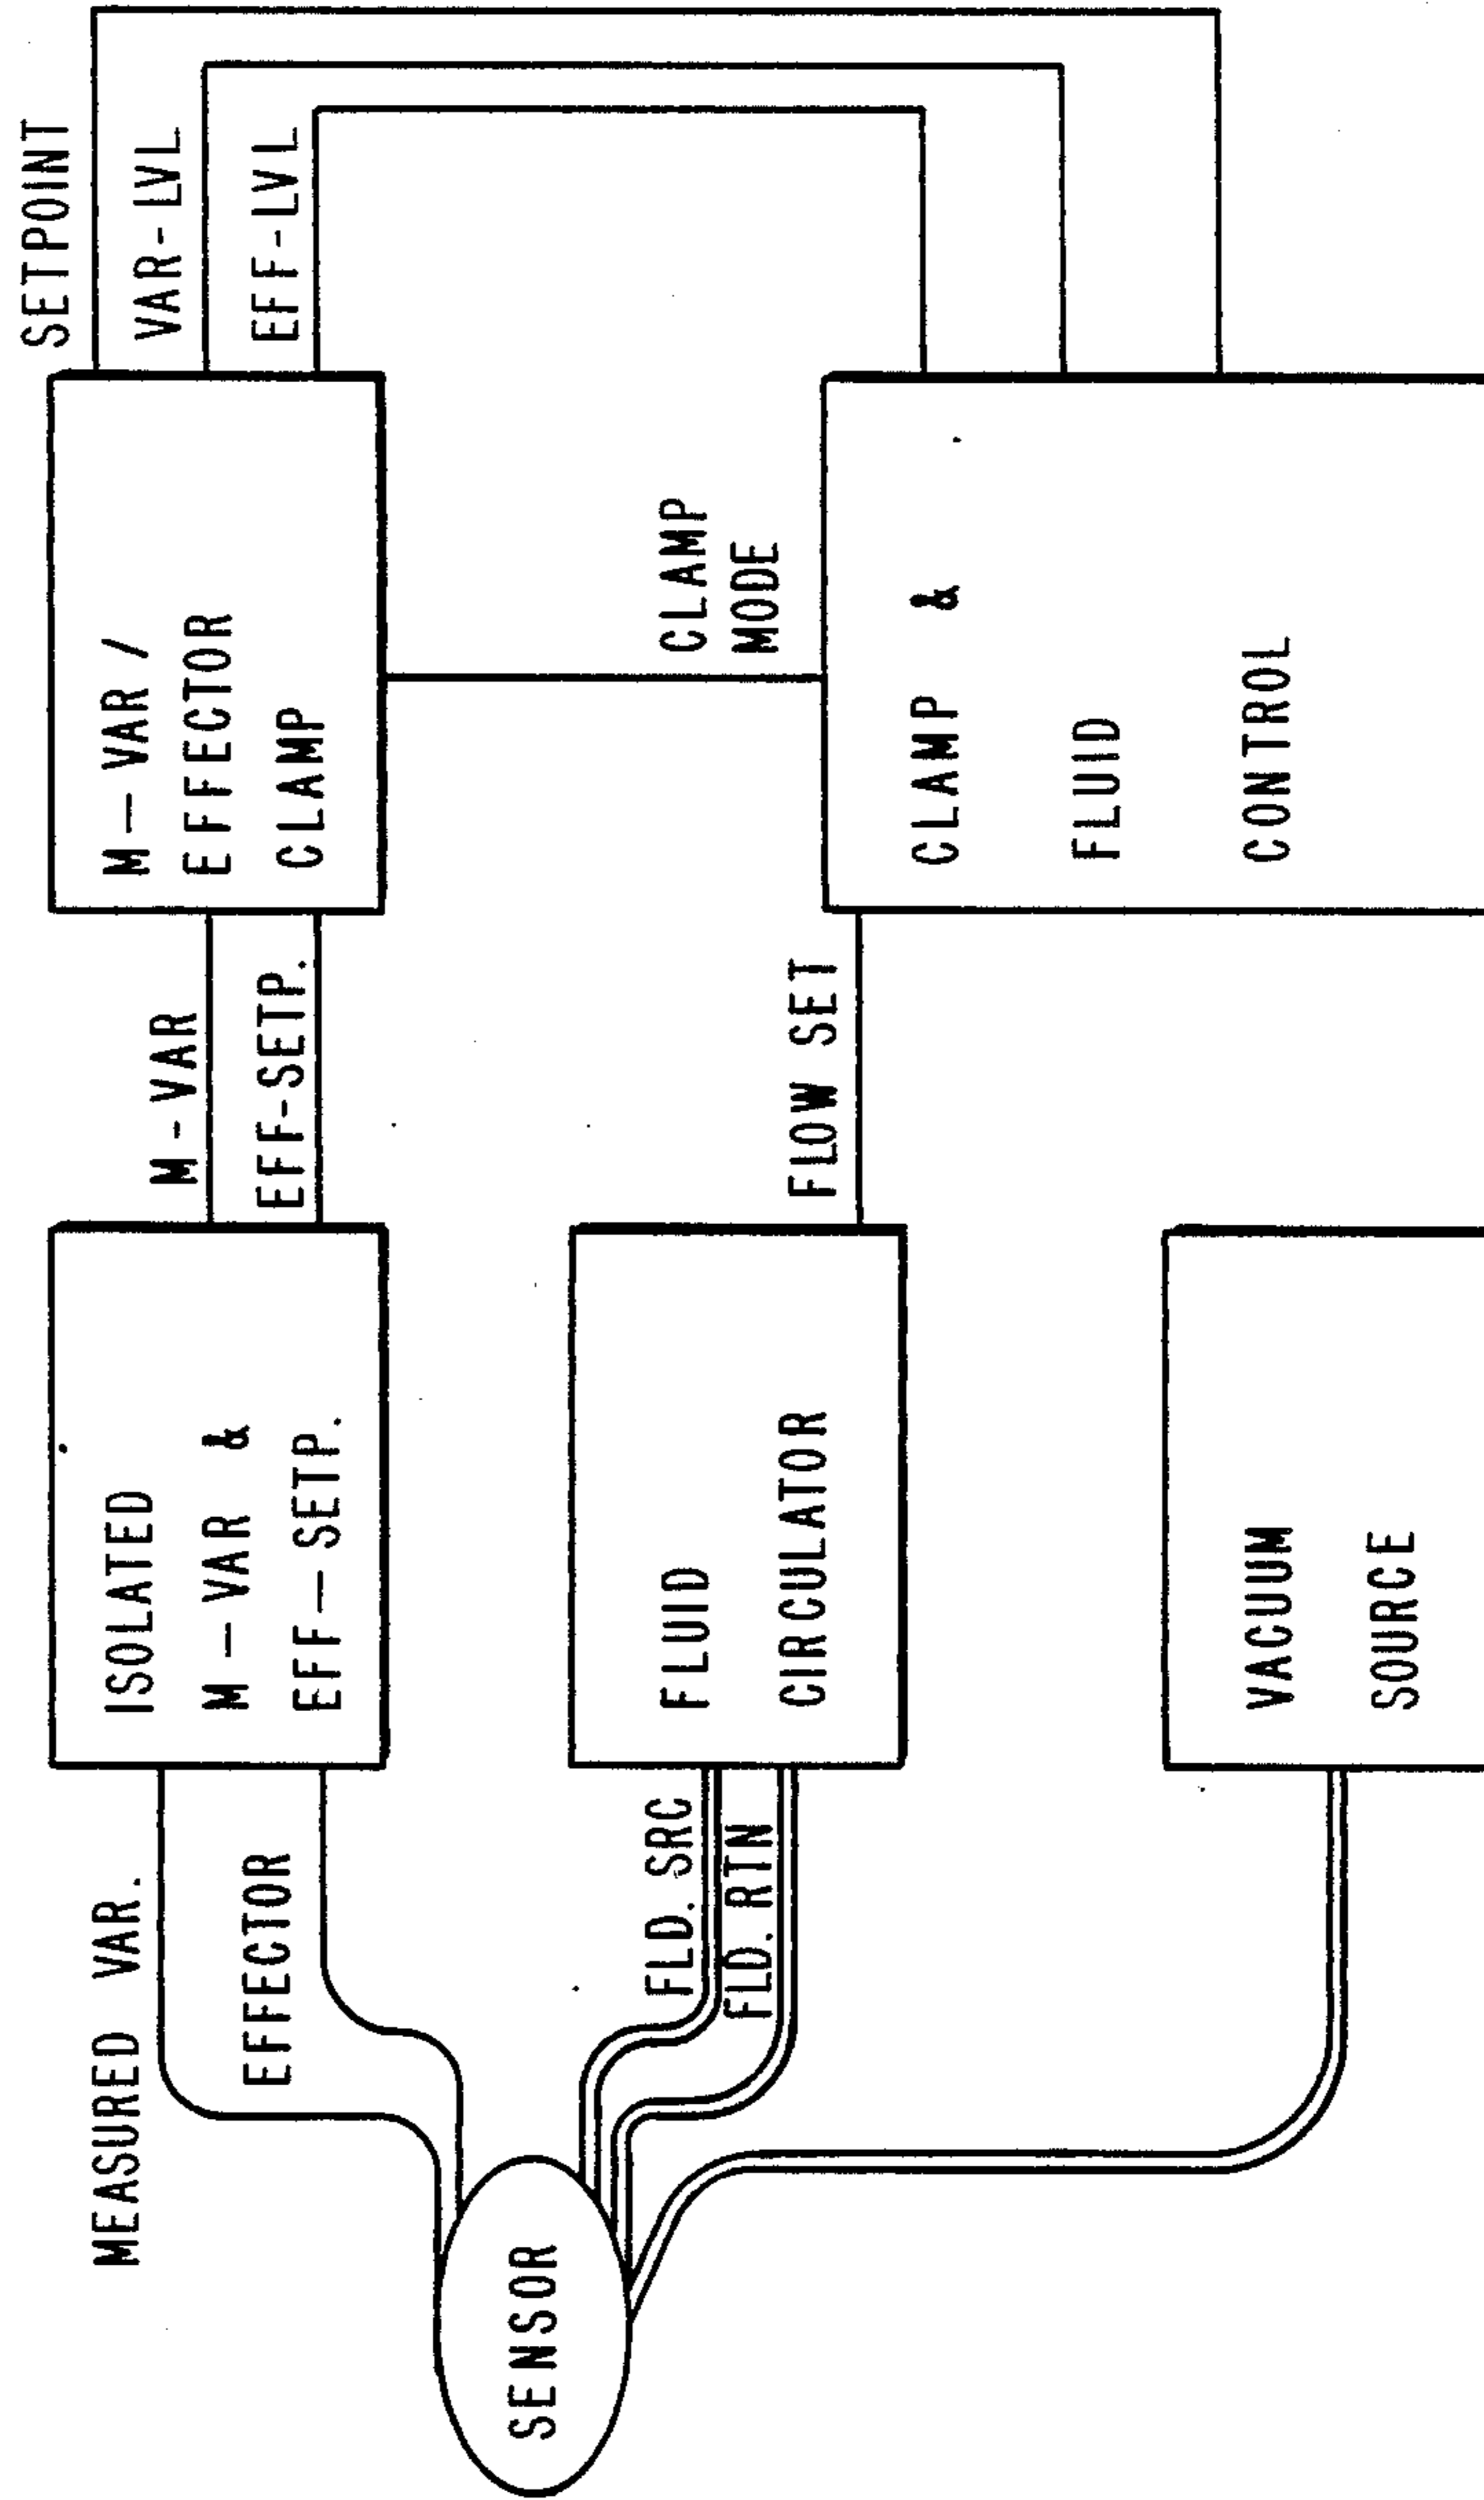 MEASURED VAR.
EFFECTOR
ISOLATED
M-VAR &
EFF-SETP.
M-VAR
EFF-SETP.
M-VAR/
EFFECTOR
CLAMP
SETPOINT
VAR-LVL
EFF-LVL
SENSOR
FLD. SRC
FLD. RTN
FLUID
CIRCULATOR
FLOW SET
CLAMP
MODE
CLAMP &
FLUID
CONTROL
VACUUM
SOURCE